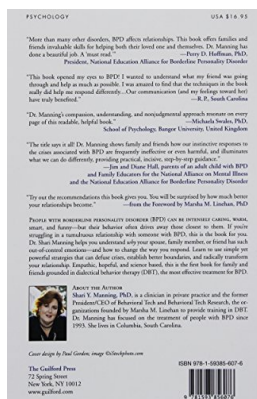 PSYCHOLOGY USA $16.95
"More than many other disorders, BPD affects relationships. This book offers families and
friends invaluable skills for helping both their loved one and themselves. Dr. Manning has
done a beautiful job. A 'must read.'" —Perry D. Hoffman, PhD,
President, National Education Alliance for Borderline Personality Disorder
"This book opened my eyes to BPD! I wanted to understand what my friend was going
through and help as much as possible. I was amazed to find that the techniques in the book
really did help me respond differently....Our communication (and my feelings toward her)
have truly benefited." —R. P., South Carolina
"Dr. Manning's compassion, understanding, and nonjudgmental approach resonate on every
page of this readable, helpful book." —Michaela Swales, PhD,
School of Psychology, Bangor University, United Kingdom
"The title says it all! Dr. Manning shows family and friends how our instinctive responses to
the crises associated with BPD are frequently ineffective or even harmful, and illuminates
what we can do differently, providing practical, incisive, step-by-step guidance."
—Jim and Diane Hall, parents of an adult child with BPD
and Family Educators for the National Alliance on Mental Illness
and the National Education Alliance for Borderline Personality Disorder
"Try out the recommendations this book gives you. You will be surprised by how much better
your relationships become." —from the Foreword by Marsha M. Linehan, PhD
PEOPLE WITH BORDERLINE PERSONALITY DISORDER (BPD) can be intensely caring, warm,
smart, and funny—but their behavior often drives away those closest to them. If you're
struggling in a tumultuous relationship with someone with BPD, this is the book for you.
Dr. Shari Manning helps you understand why your spouse, family member, or friend has such
out-of-control emotions—and how to change the way you respond. Learn to use simple yet
powerful strategies that can defuse crises, establish better boundaries, and radically transform
your relationship. Empathic, hopeful, and science based, this is the first book for family and
friends grounded in dialectical behavior therapy (DBT), the most effective treatment for BPD.
ABOUT THE AUTHOR
Shari Y. Manning, PhD, is a clinician in private practice and the former
President/CEO of Behavioral Tech and Behavioral Tech Research, the or-
ganizations founded by Marsha M. Linehan to provide training in DBT.
Dr. Manning has focused on the treatment of people with BPD since
1993. She lives in Columbia, South Carolina.
Cover design by Paul Gordon; image ©iStockphoto.com
The Guilford Press
72 Spring Street
New York, NY 10012
www.guilford.com
ISBN 978-1-59385-607-6